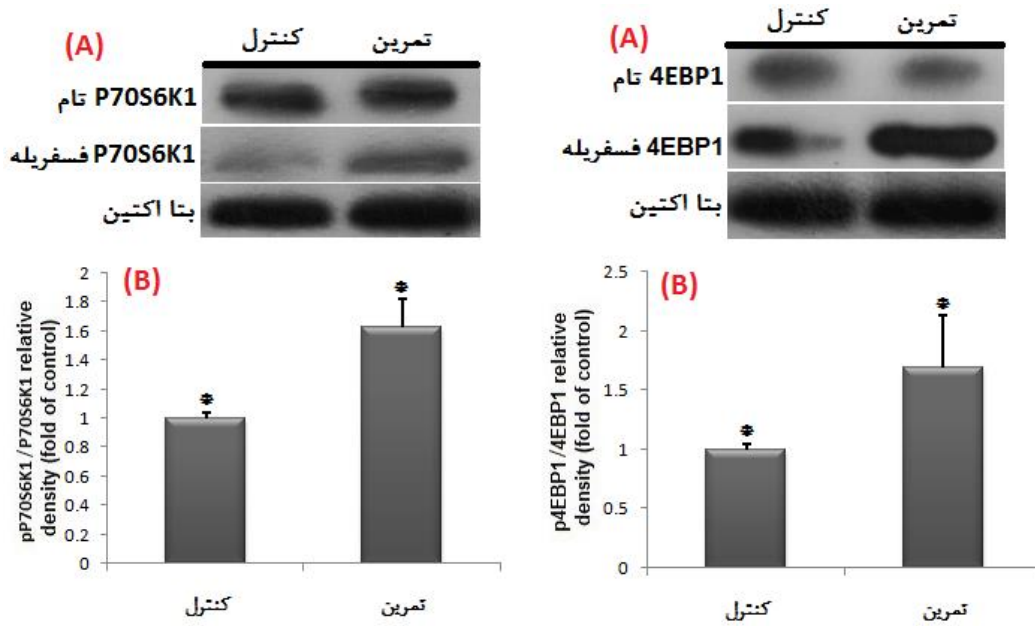 (A)
کنترل تمرین
P70S6K1 تام
P70S6K1 فسفریله
بتا اکتین
(B)
pP70S6K1/P70S6K1 relative
density (fold of control)
2
1.8
1.6
1.4
1.2
1
0.8
0.6
0.4
0.2
0
*
*
کنترل تمرین
(A)
کنترل تمرین
4EBP1 تام
4EBP1 فسفریله
بتا اکتین
(B)
p4EBP1/4EBP1 relative
density (fold of control)
2.5
2
1.5
1
0.5
0
*
*
کنترل تمرین